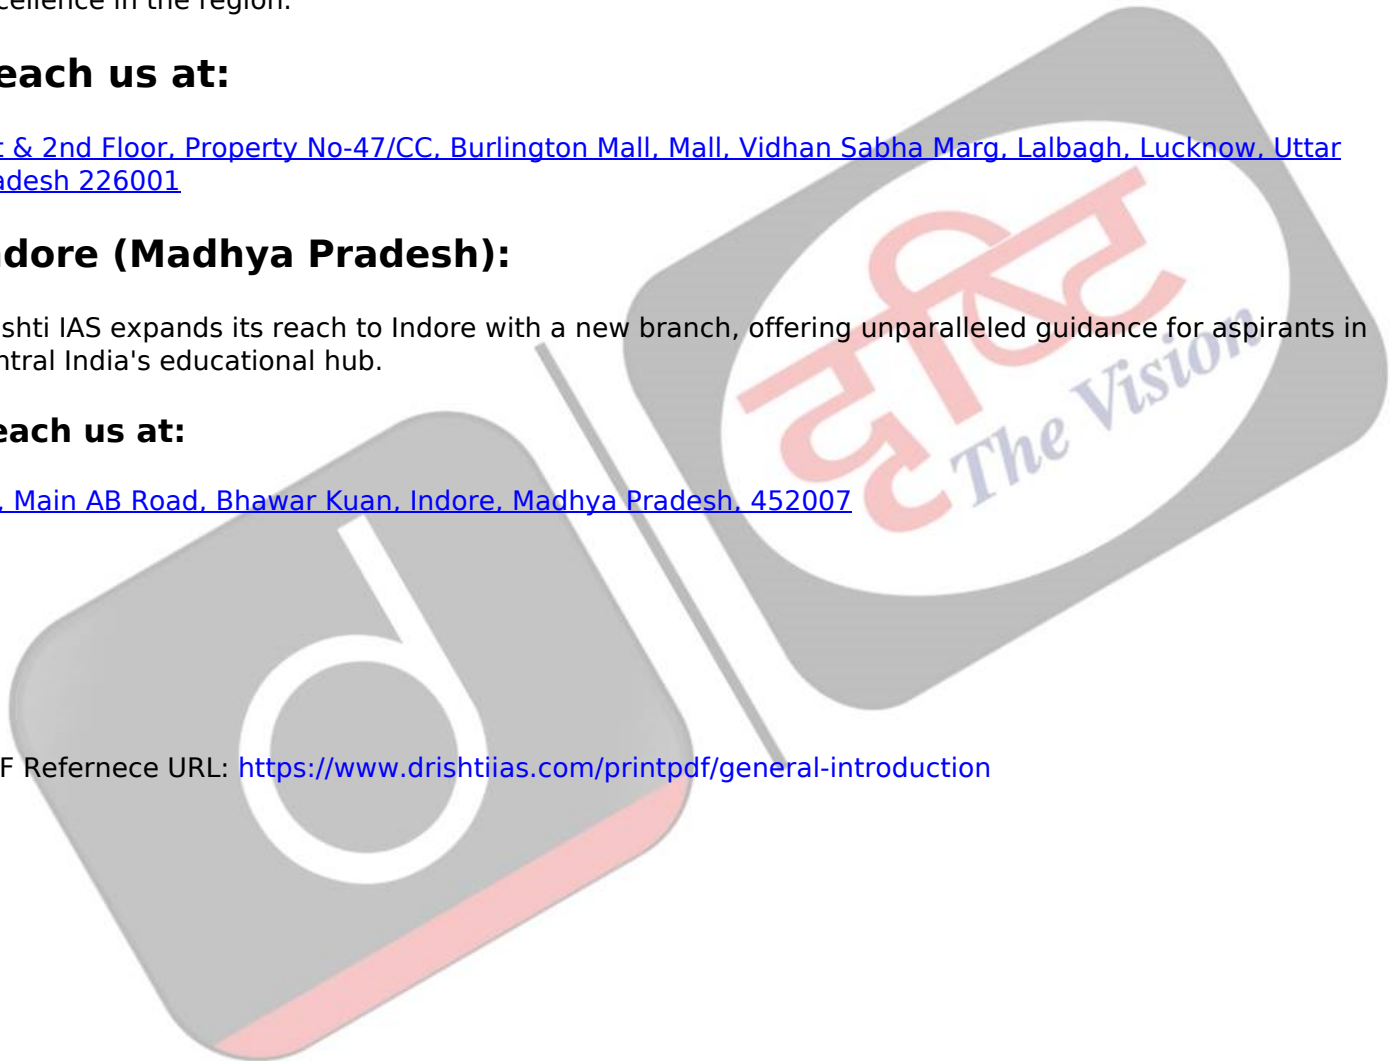 cellence in the region.
each us at:
t & 2nd Floor, Property No-47/CC, Burlington Mall, Mall, Vidhan Sabha Marg, Lalbagh, Lucknow, Uttar
adesh 226001
dore (Madhya Pradesh):
shti IAS expands its reach to Indore with a new branch, offering unparalleled guidance for aspirants in
ntral India's educational hub.
each us at:
, Main AB Road, Bhawar Kuan, Indore, Madhya Pradesh, 452007
F Refernece URL: https://www.drishtiias.com/printpdf/general-introduction
d
दृष्टि
The Vision